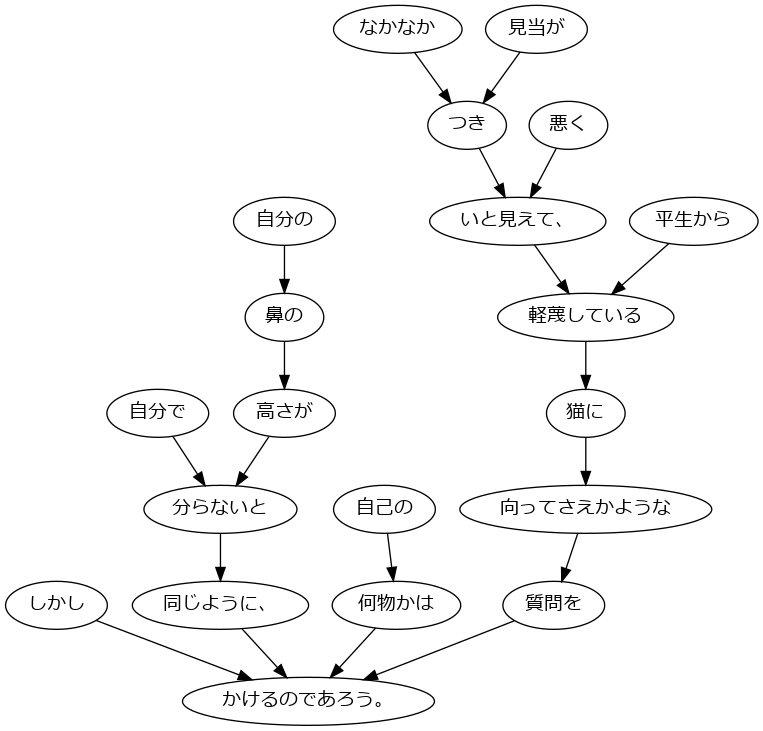 なかなか
見当が
つき
悪く
自分の
いと見えて、
平生から
鼻の
軽蔑している
自分で
高さが
猫に
分らないと
自己の
向ってさえかような
しかし
同じように、
何物かは
質問を
かけるのであろう。